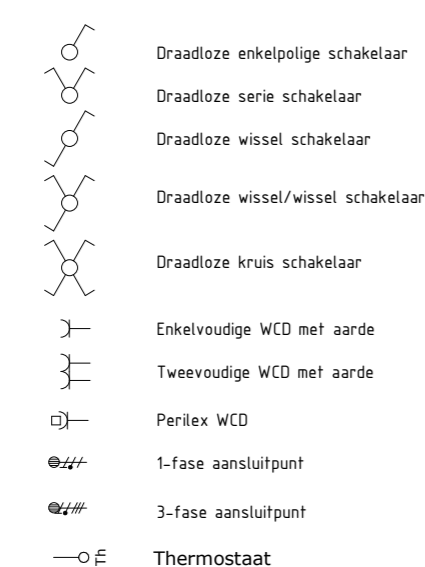 Draadloze enkelpolige schakelaar
Draadloze serie schakelaar
Draadloze wissel schakelaar
Draadloze wissel/wissel schakelaar
Draadloze kruis schakelaar
Enkelvoudige WCD met aarde
Tweevoudige WCD met aarde
Perilex WCD
1-fase aansluitpunt
3-fase aansluitpunt
Th Thermostaat